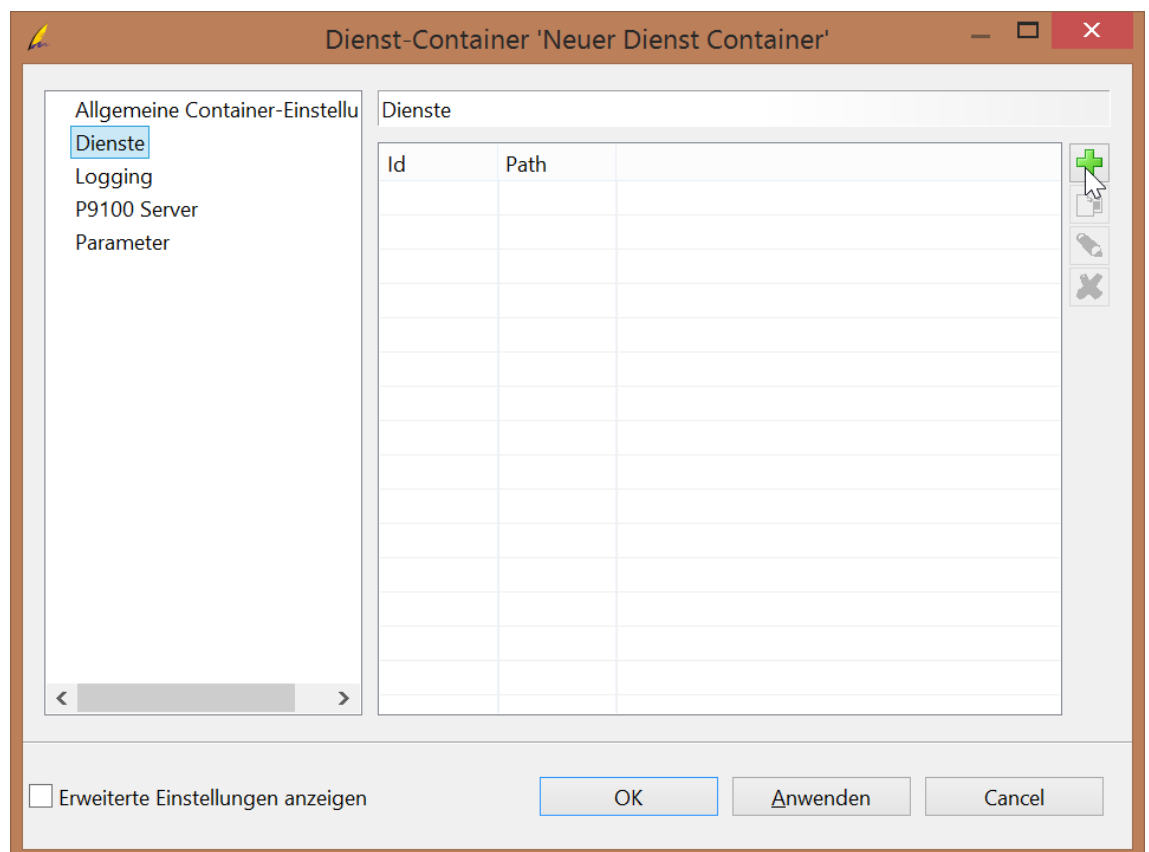 Dienst-Container 'Neuer Dienst Container'
Allgemeine Container-Einstellu
Dienste
Logging
P9100 Server
Parameter
Dienste
Id Path
Erweiterte Einstellungen anzeigen
OK Anwenden Cancel